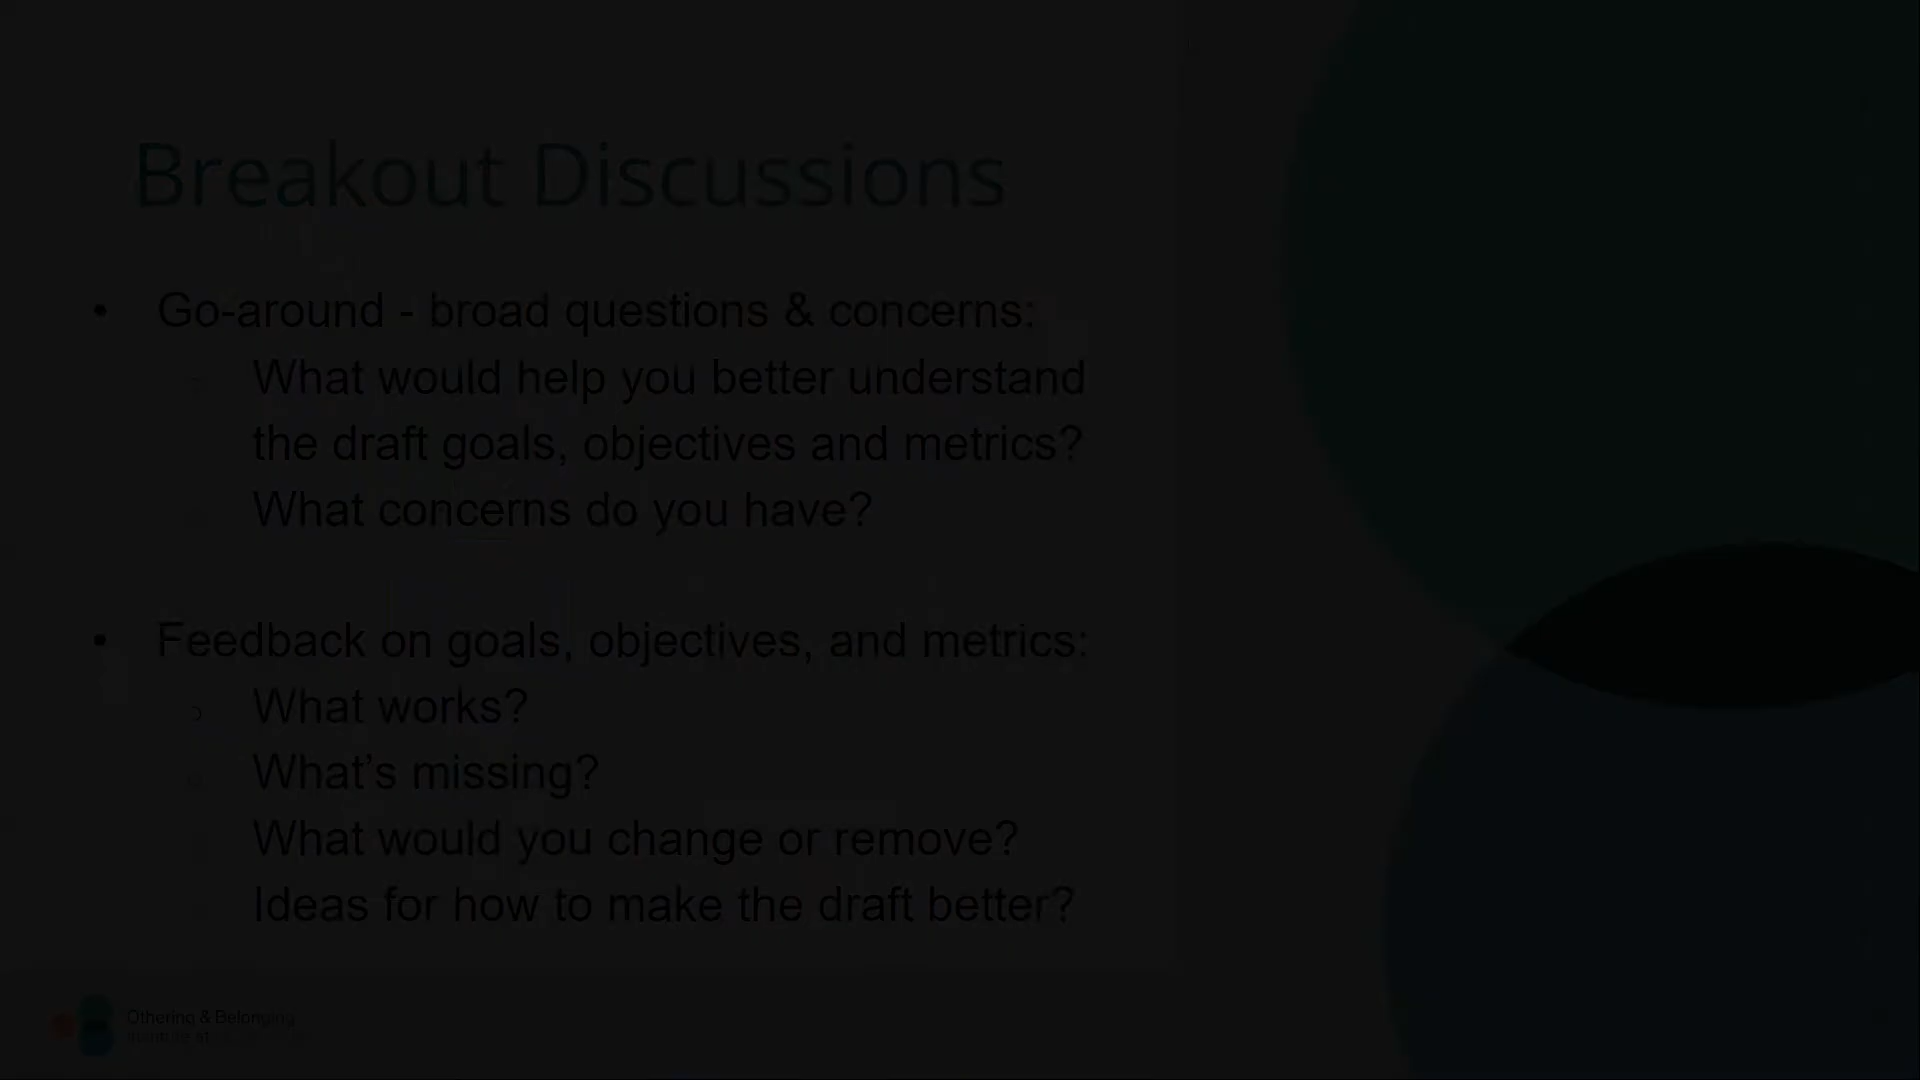 Breakout Discussions
• Go-around - broad questions & concerns:
What would help you better understand
the draft goals, objectives and metrics?
What concerns do you have?
• Feedback on goals, objectives, and metrics:
What works?
What’s missing?
What would you change or remove?
Ideas for how to make the draft better?
Othering & Belonging
Institute at